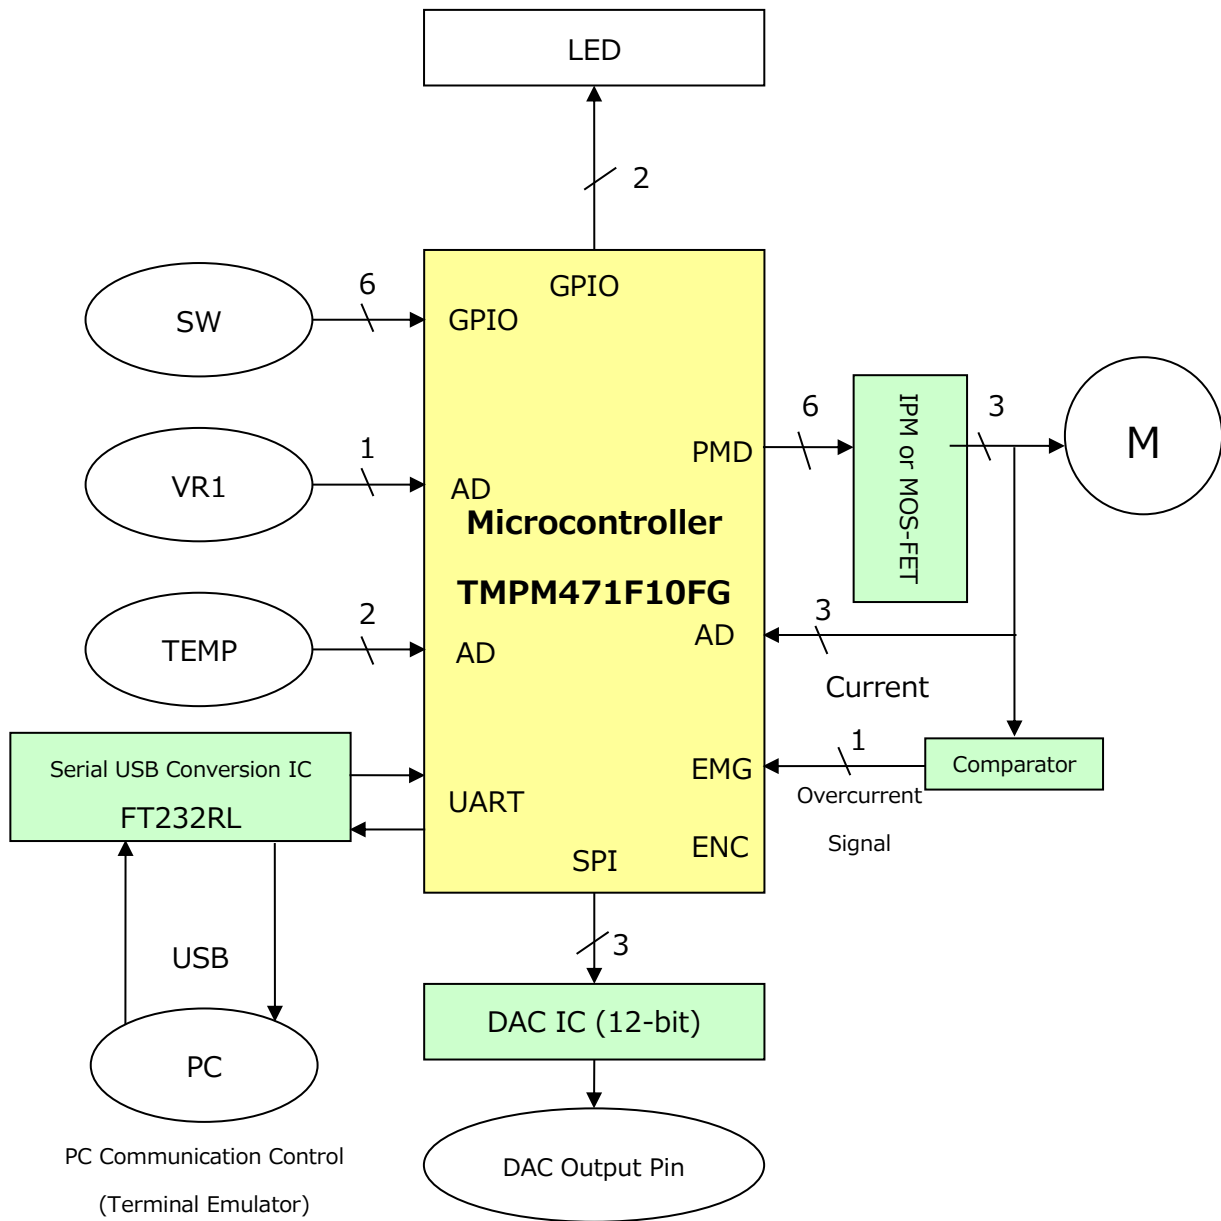 LED
2
GPIO
6
SW
GPIO
1
VR1
AD
Microcontroller
TMPM471F10FG
2
TEMP
AD
PMD
6
IPM or MOS-FET
3
M
3
AD
Current
1
EMG
Comparator
Overcurrent
Signal
Serial USB Conversion IC
FT232RL
UART
ENC
SPI
3
USB
DAC IC (12-bit)
PC
PC Communication Control
(Terminal Emulator)
DAC Output Pin